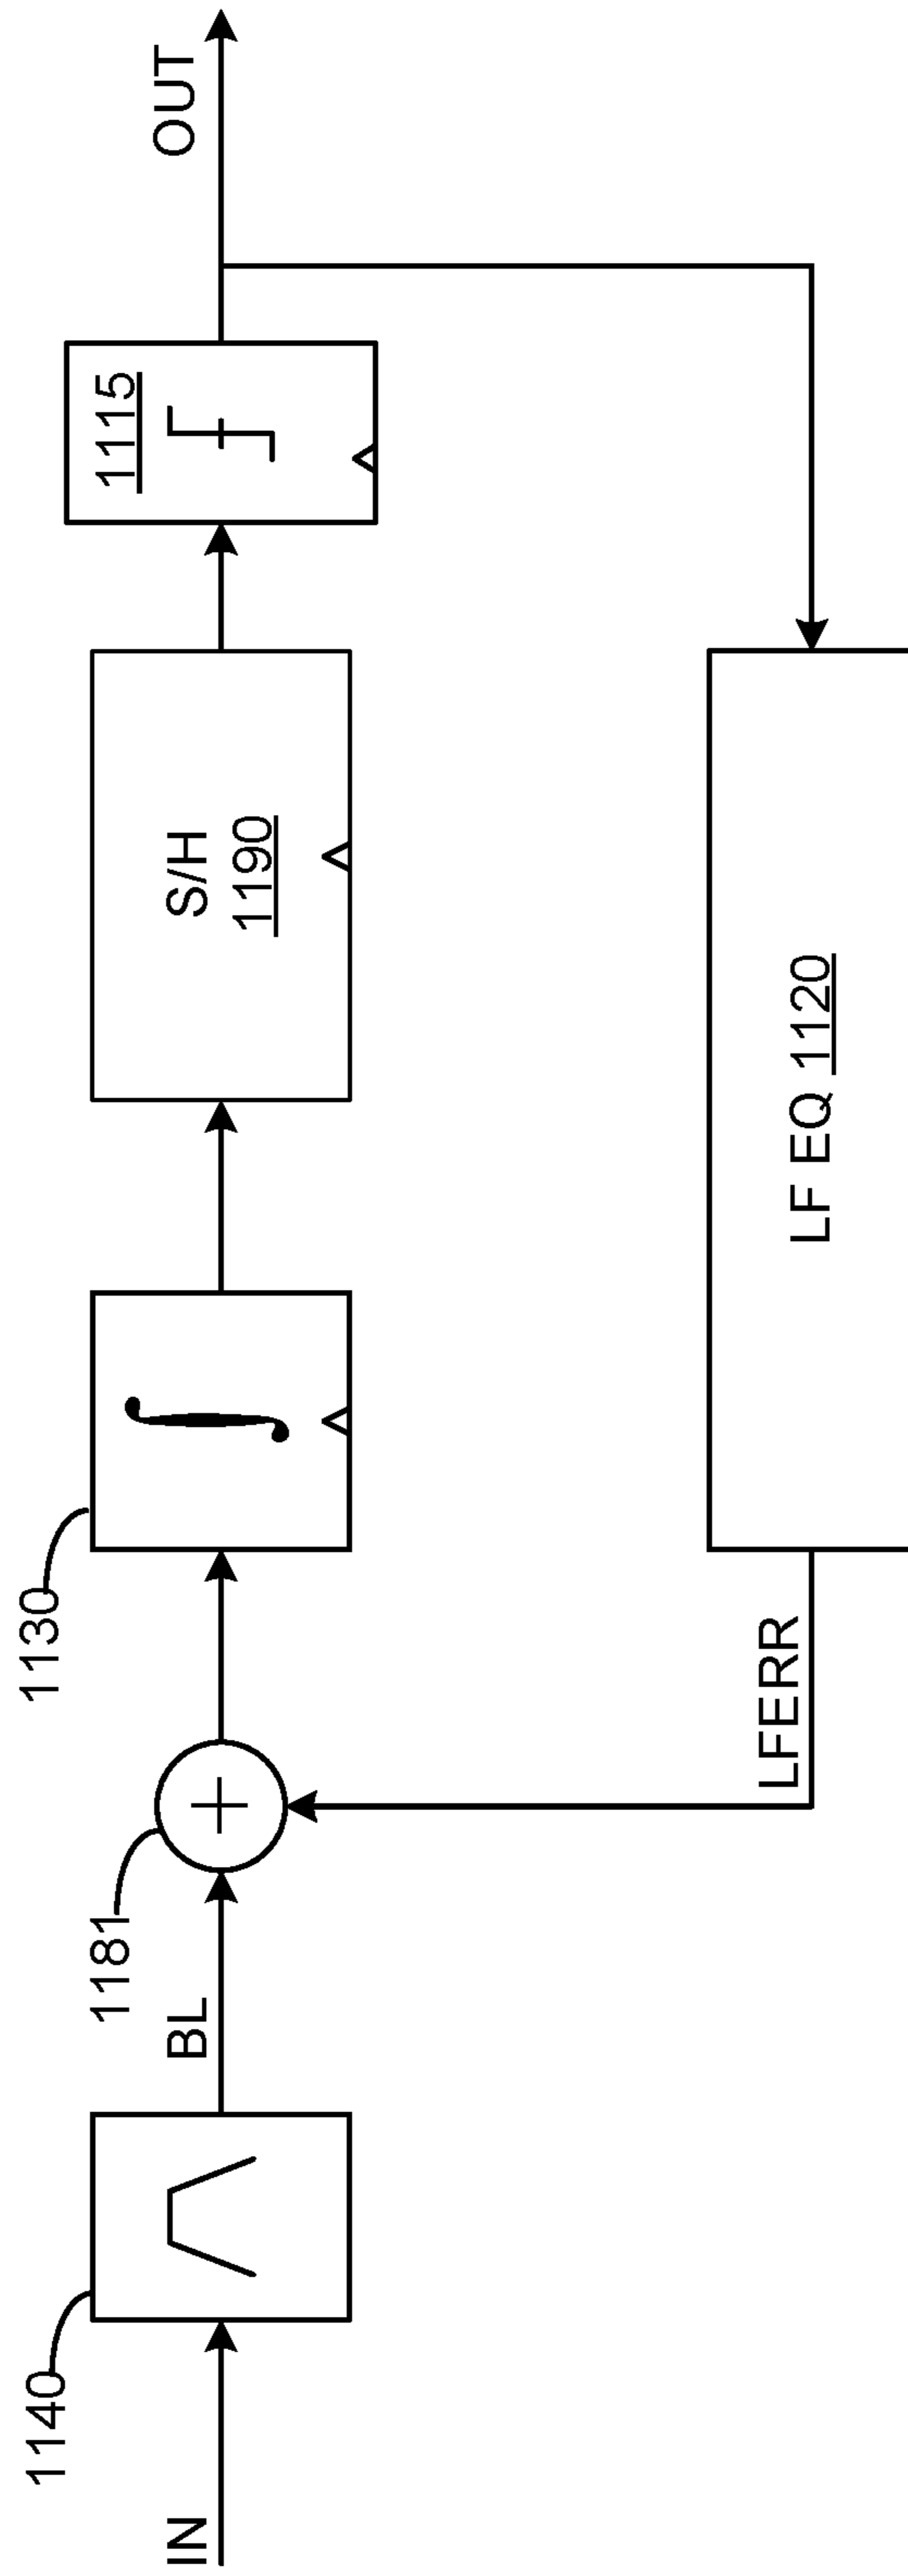 IN
1140
BL
1181
1130
S/H
1190
1115
OUT
LFERR
LF EQ 1120